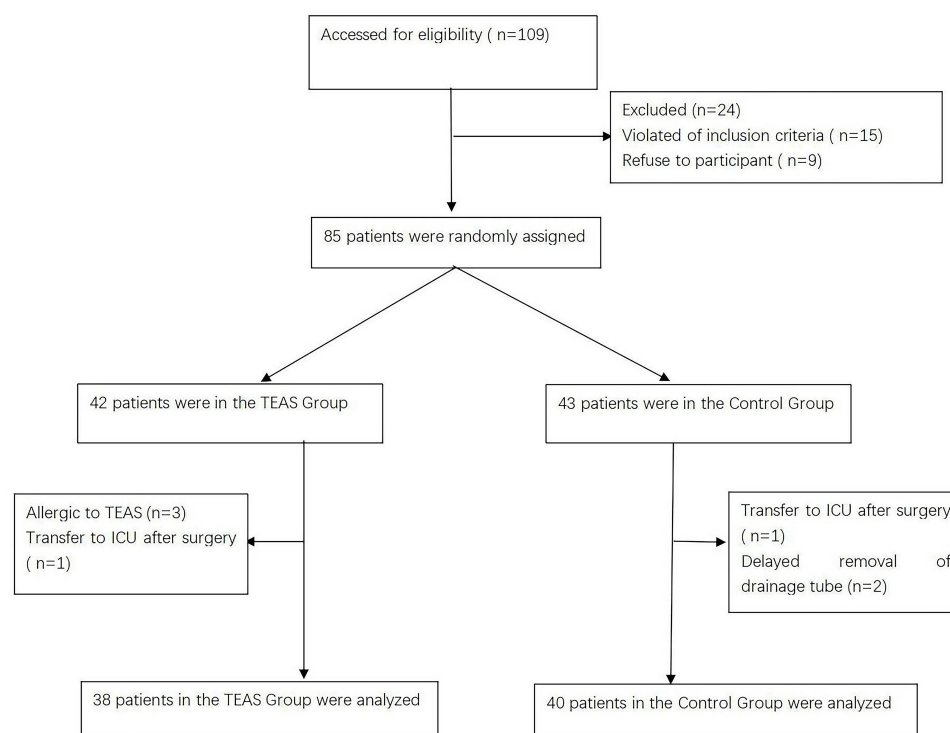 Accessed for eligibility ( n=109)
Excluded (n=24)
Violated of inclusion criteria ( n=15)
Refuse to participant ( n=9)
85 patients were randomly assigned
42 patients were in the TEAS Group
43 patients were in the Control Group
Allergic to TEAS (n=3)
Transfer to ICU after surgery
( n=1)
Transfer to ICU after surgery
( n=1)
Delayed removal of
drainage tube (n=2)
38 patients in the TEAS Group were analyzed
40 patients in the Control Group were analyzed